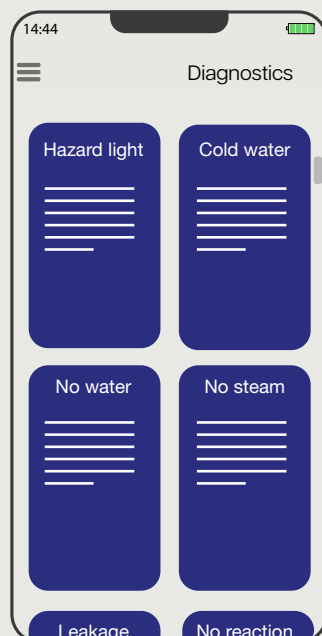 14:44
Diagnostics
Hazard light
Cold water
No water
No steam
Leakage
No reaction